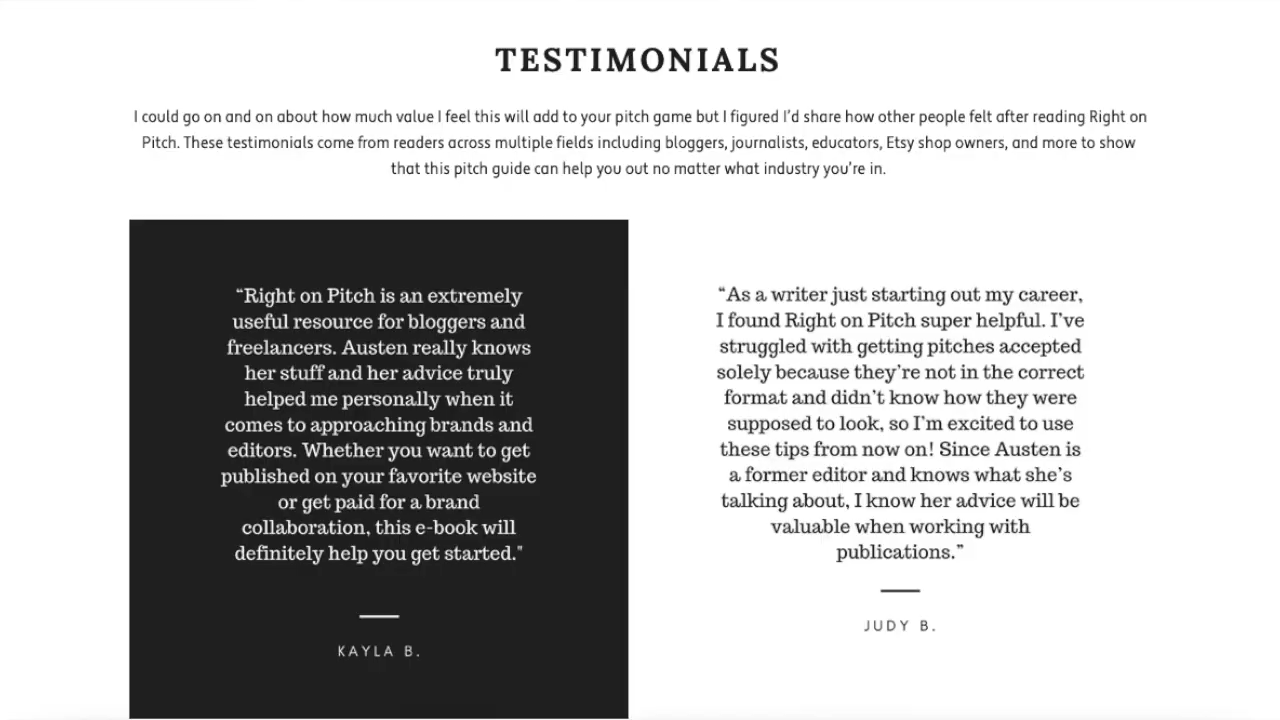 TESTIMONIALS
I could go on and on about how much value I feel this will add to your pitch game but I figured I'd share how other people felt after reading Right on
Pitch. These testimonials come from readers across multiple fields including bloggers, journalists, educators, Etsy shop owners, and more to show
that this pitch guide can help you out no matter what industry you're in.
“Right on Pitch is an extremely
useful resource for bloggers and
freelancers. Austen really knows
her stuff and her advice truly
helped me personally when it
comes to approaching brands and
editors. Whether you want to get
published on your favorite website
or get paid for a brand
collaboration, this e-book will
definitely help you get started."
KAYLA B.
“As a writer just starting out my career,
I found Right on Pitch super helpful. I’ve
struggled with getting pitches accepted
solely because they’re not in the correct
format and didn’t know how they were
supposed to look, so I’m excited to use
these tips from now on! Since Austen is
a former editor and knows what she’s
talking about, I know her advice will be
valuable when working with
publications.”
JUDY B.